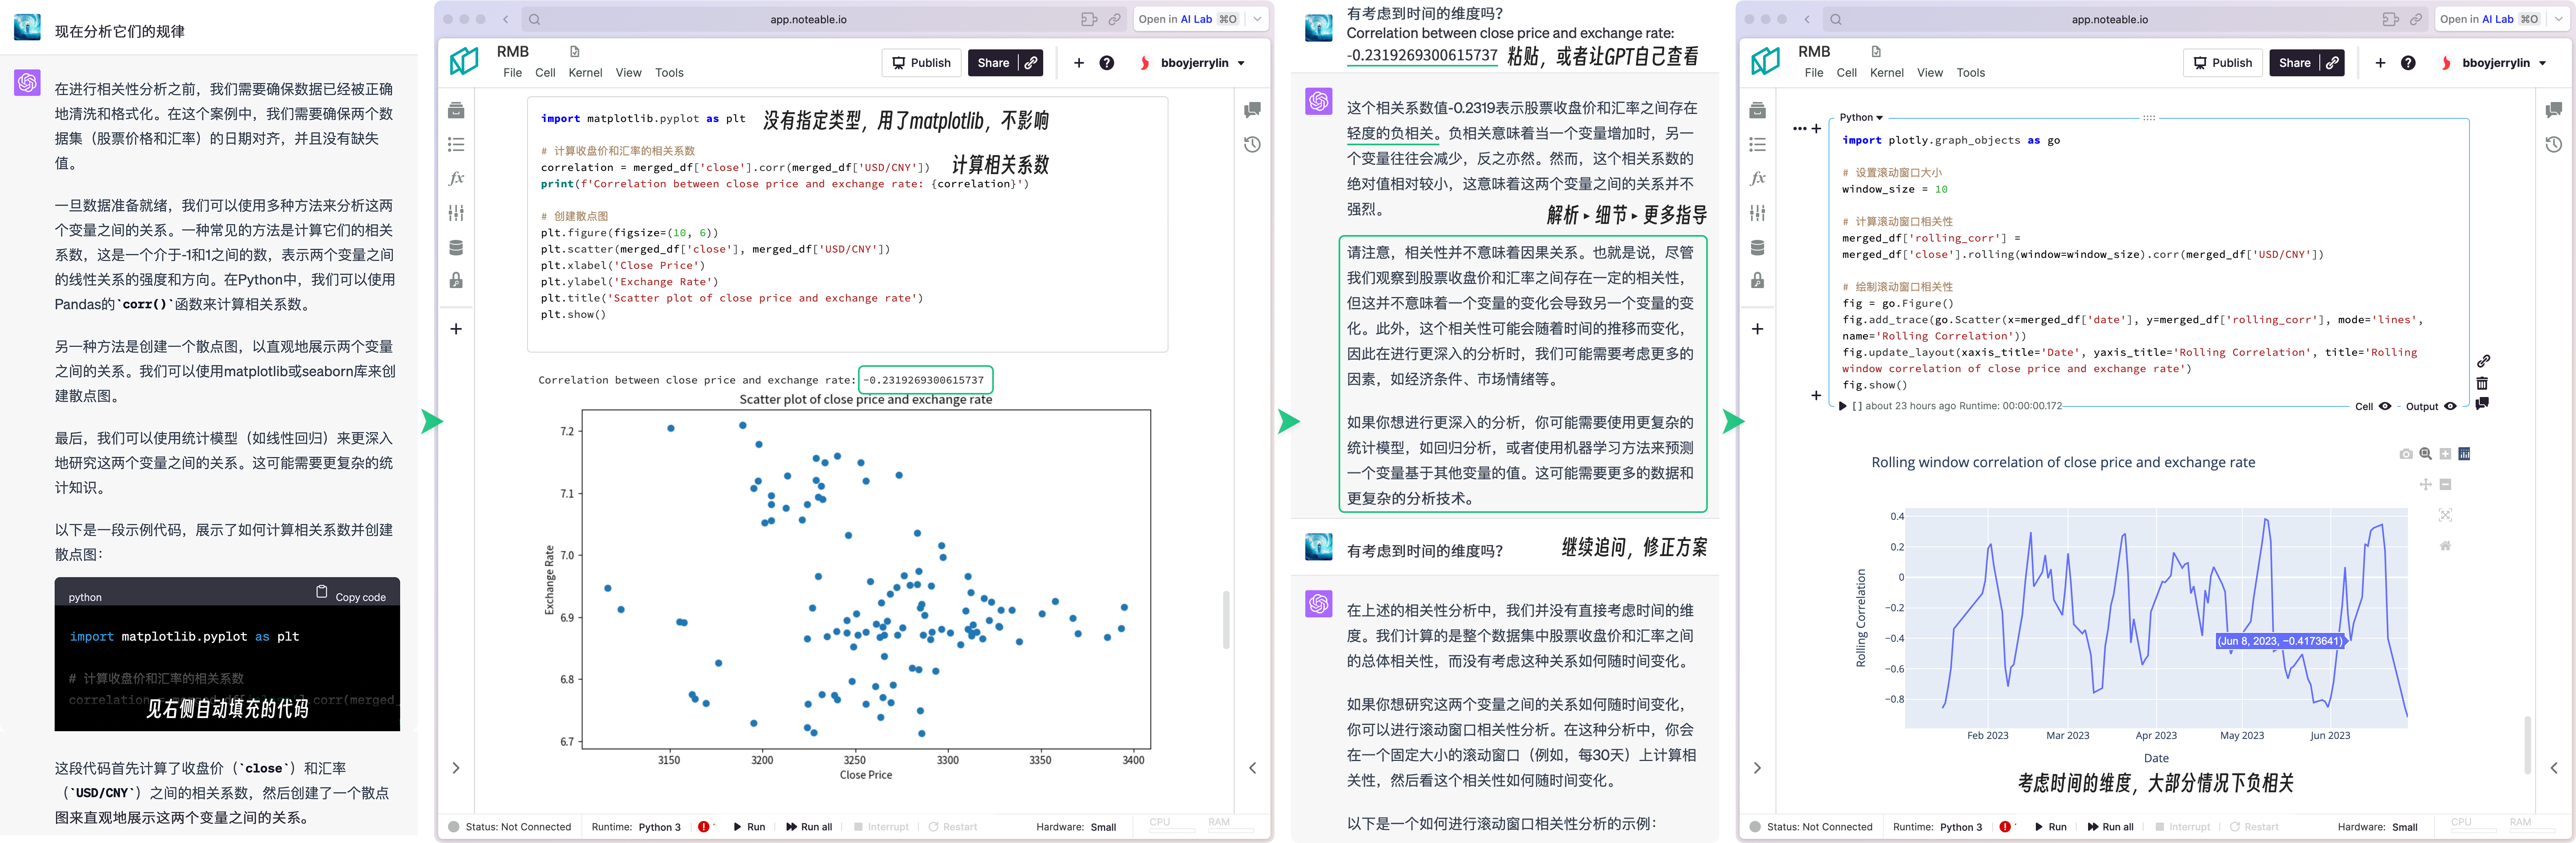 现在分析它们的规律
在进行相关性分析之前，我们需要确保数据已经被正确
地清洗和格式化。在这个案例中，我们需要确保两个数
据集（股票价格和汇率）的日期对齐，并且没有缺失
值。
一旦数据准备就绪，我们可以使用多种方法来分析这两
个变量之间的关系。一种常见的方法是计算它们的相关
系数，这是一个介于-1和1之间的数，表示两个变量之间
的线性关系的强度和方向。在Python中，我们可以使用
Pandas的`corr()`函数来计算相关系数。
另一种方法是创建一个散点图，以直观地展示两个变量
之间的关系。我们可以使用matplotlib或seaborn库来创
建散点图。
最后，我们可以使用统计模型（如线性回归）来更深入
地研究这两个变量之间的关系。这可能需要更复杂的统
计知识。
以下是一段示例代码，展示了如何计算相关系数并创建
散点图：
python
Copy code
import matplotlib.pyplot as plt
# 计算收盘价和汇率的相关系数
见右侧自动填充的代码
这段代码首先计算了收盘价（`close`）和汇率
（`USD/CNY`）之间的相关系数，然后创建了一个散点
图来直观地展示这两个变量之间的关系。
app.noteable.io
Open in AI Lab ⌘O
RMB
File Cell Kernel View Tools
Publish
Share
bboyjerrylin
import matplotlib.pyplot as plt
没有指定类型，用了matplotlib，不影响
# 计算收盘价和汇率的相关系数
correlation = merged_df['close'].corr(merged_df['USD/CNY'])
计算相关系数
print(f'Correlation between close price and exchange rate: {correlation}')
# 创建散点图
plt.figure(figsize=(10, 6))
plt.scatter(merged_df['close'], merged_df['USD/CNY'])
plt.xlabel('Close Price')
plt.ylabel('Exchange Rate')
plt.title('Scatter plot of close price and exchange rate')
plt.show()
Correlation between close price and exchange rate: -0.2319269300615737
Scatter plot of close price and exchange rate
7.2
7.1
7.0
6.9
6.8
6.7
Exchange Rate
3150 3200 3250 3300 3350 3400
Close Price
Status: Not Connected
Runtime: Python 3
Run
Run all
Interrupt
Restart
Hardware: Small
CPU
RAM
有考虑到时间的维度吗？
Correlation between close price and exchange rate:
-0.2319269300615737 粘贴，或者让GPT自己查看
这个相关系数值-0.2319表示股票收盘价和汇率之间存在
轻度的负相关。负相关意味着当一个变量增加时，另一
个变量往往会减少，反之亦然。然而，这个相关系数的
绝对值相对较小，这意味着这两个变量之间的关系并不
强烈。
解析▸细节▸更多指导
请注意，相关性并不意味着因果关系。也就是说，尽管
我们观察到股票收盘价和汇率之间存在一定的相关性，
但这并不意味着一个变量的变化会导致另一个变量的变
化。此外，这个相关性可能会随着时间的推移而变化，
因此在进行更深入的分析时，我们可能需要考虑更多的
因素，如经济条件、市场情绪等。
如果你想进行更深入的分析，你可能需要使用更复杂的
统计模型，如回归分析，或者使用机器学习方法来预测
一个变量基于其他变量的值。这可能需要更多的数据和
更复杂的分析技术。
有考虑到时间的维度吗？
继续追问，修正方案
在上述的相关性分析中，我们并没有直接考虑时间的维
度。我们计算的是整个数据集中股票收盘价和汇率之间
的总体相关性，而没有考虑这种关系如何随时间变化。
如果你想研究这两个变量之间的关系如何随时间变化，
你可以进行滚动窗口相关性分析。在这种分析中，你会
在一个固定大小的滚动窗口（例如，每30天）上计算相
关性，然后看这个相关性如何随时间变化。
以下是一个如何进行滚动窗口相关性分析的示例：
app.noteable.io
Open in AI Lab ⌘O
RMB
File Cell Kernel View Tools
Publish
Share
bboyjerrylin
Python
import plotly.graph_objects as go
# 设置滚动窗口大小
window_size = 10
# 计算滚动窗口相关性
merged_df['rolling_corr'] =
merged_df['close'].rolling(window=window_size).corr(merged_df['USD/CNY'])
# 绘制滚动窗口相关性
fig = go.Figure()
fig.add_trace(go.Scatter(x=merged_df['date'], y=merged_df['rolling_corr'], mode='lines',
name='Rolling Correlation'))
fig.update_layout(xaxis_title='Date', yaxis_title='Rolling Correlation', title='Rolling
window correlation of close price and exchange rate')
fig.show()
[] about 23 hours ago Runtime: 00:00:00.172
Cell
Output
Rolling window correlation of close price and exchange rate
0.4
0.2
0
−0.2
−0.4
−0.6
−0.8
Rolling Correlation
(Jun 8, 2023, −0.4173641)
Feb 2023 Mar 2023 Apr 2023 May 2023 Jun 2023
Date
考虑时间的维度，大部分情况下负相关
Status: Not Connected
Runtime: Python 3
Run
Run all
Interrupt
Restart
Hardware: Small
CPU
RAM